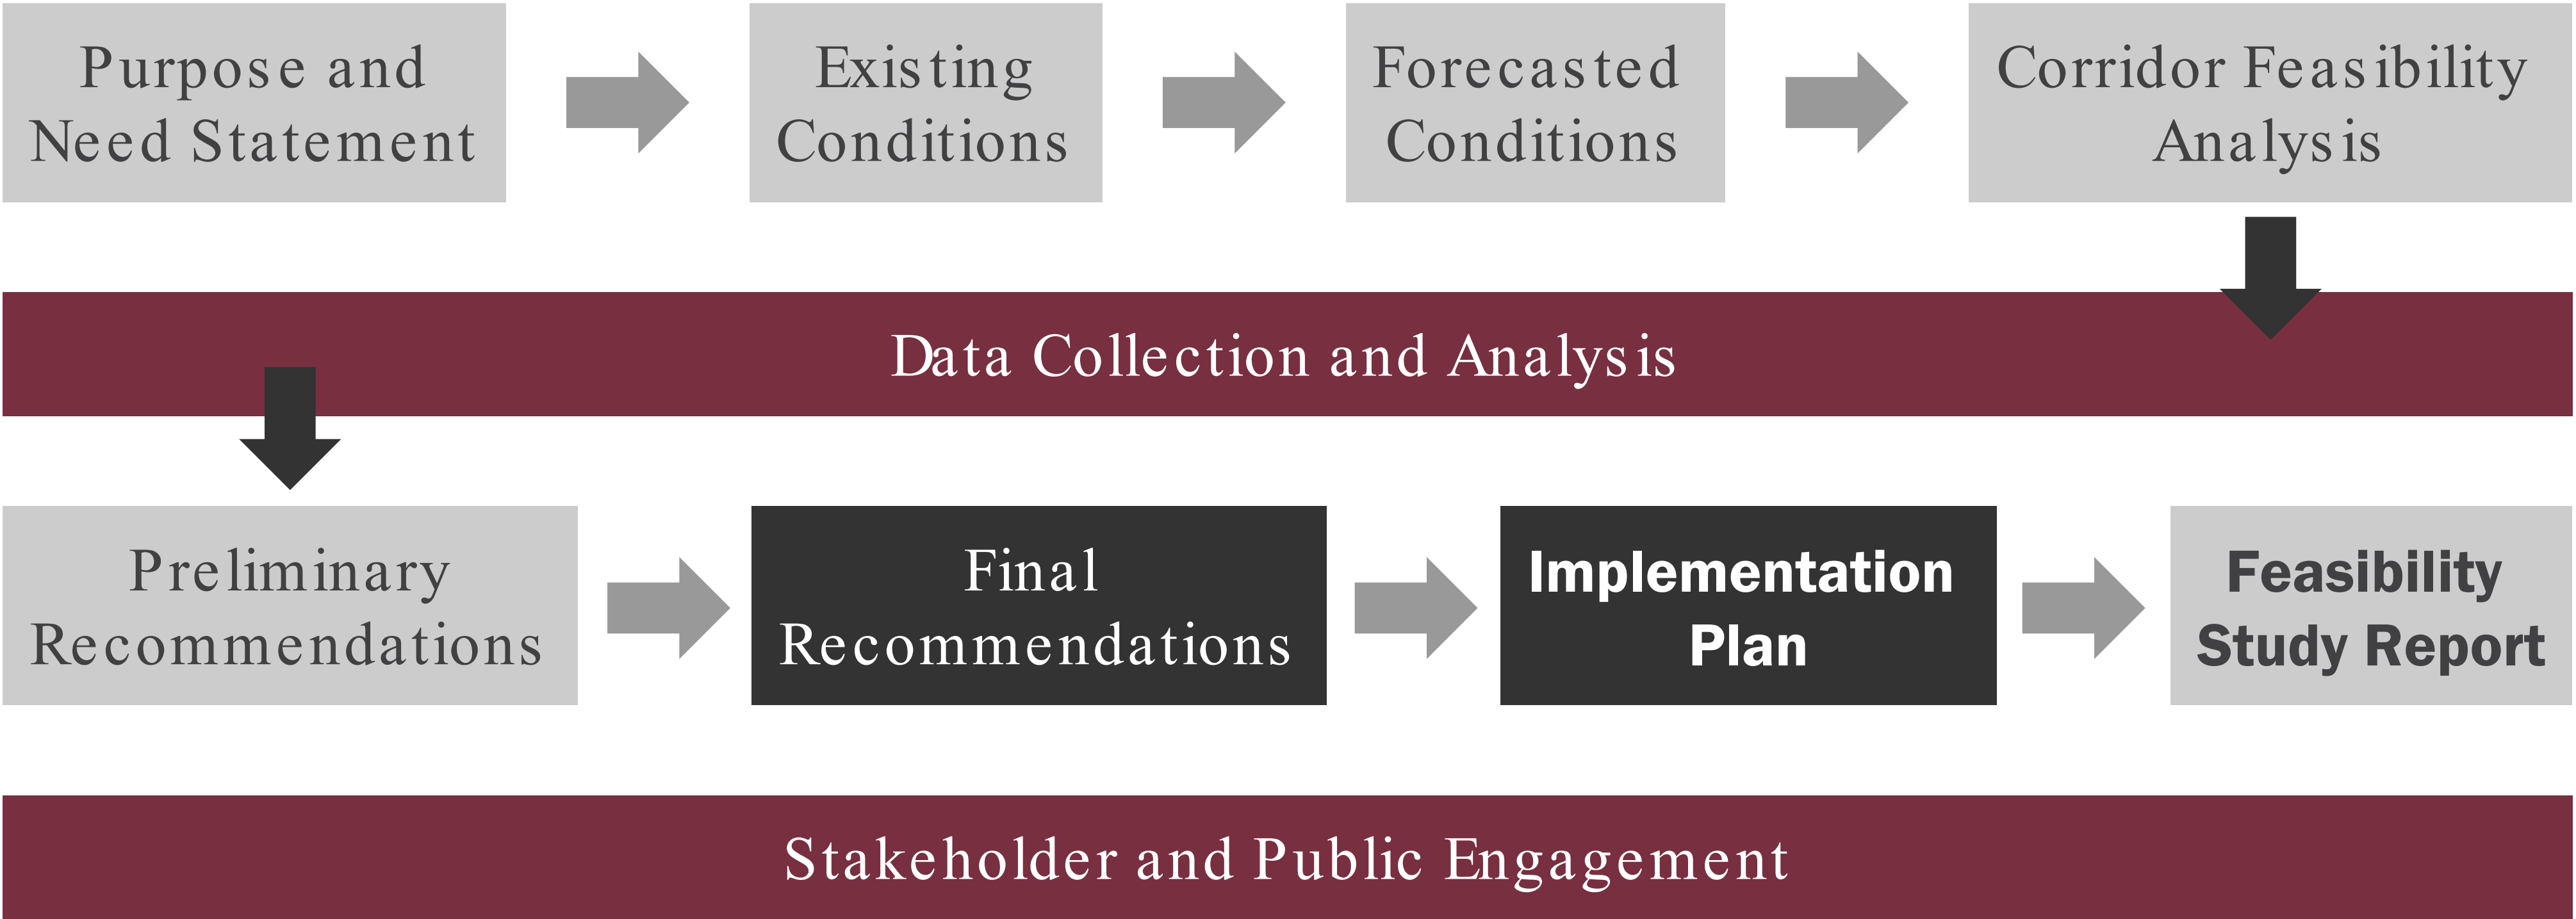 Purpose and
Need Statement
Existing
Conditions
Forecasted
Conditions
Corridor Feasibility
Analysis
Data Collection and Analysis
Preliminary
Recommendations
Final
Recommendations
Implementation
Plan
Feasibility
Study Report
Stakeholder and Public Engagement